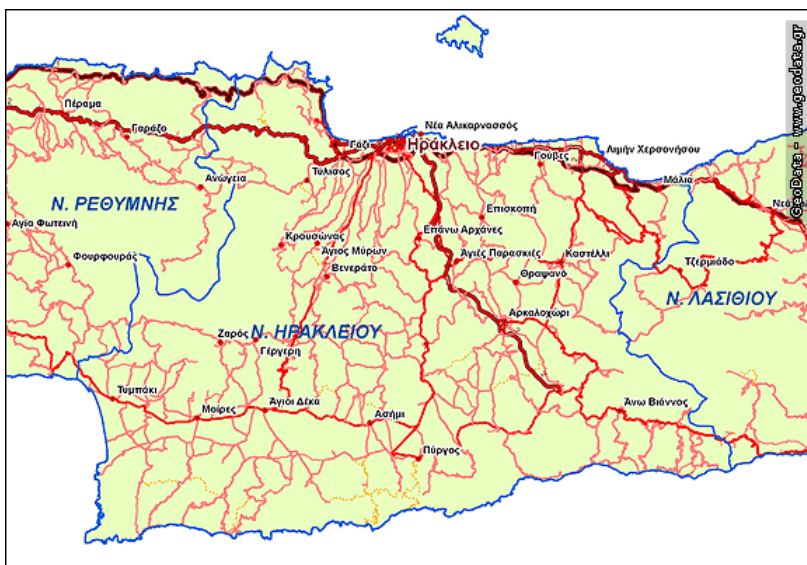 GeoData - www.geodata.gr
Πέραμα
Γαράζο
Νέα Αλικαρνασσός
Γάζι
Ηράκλειο
Λιμήν Χερσονήσου
Γούβες
Μάλια
Ανώγεια
Τύλισος
Νεά
Ν. ΡΕΘΥΜΝΗΣ
Επισκοπή
Αγία Φωτεινή
Επάνω Αρχάνες
Κρουσώνας
Άγιος Μύρων
Φουρφουράς
Βενεράτο
Άγιές Παρασκιές
Καστέλλι
Τζερμιάδο
Θραψανό
Ν. ΛΑΣΙΘΙΟΥ
Αρκαλοχώρι
Ζαρός
Ν. ΗΡΑΚΛΕΙΟΥ
Γέργερη
Τυμπάκι
Μοίρες
Άγιοι Δέκα
Ασήμι
Άνω Βιάννος
Πύργος